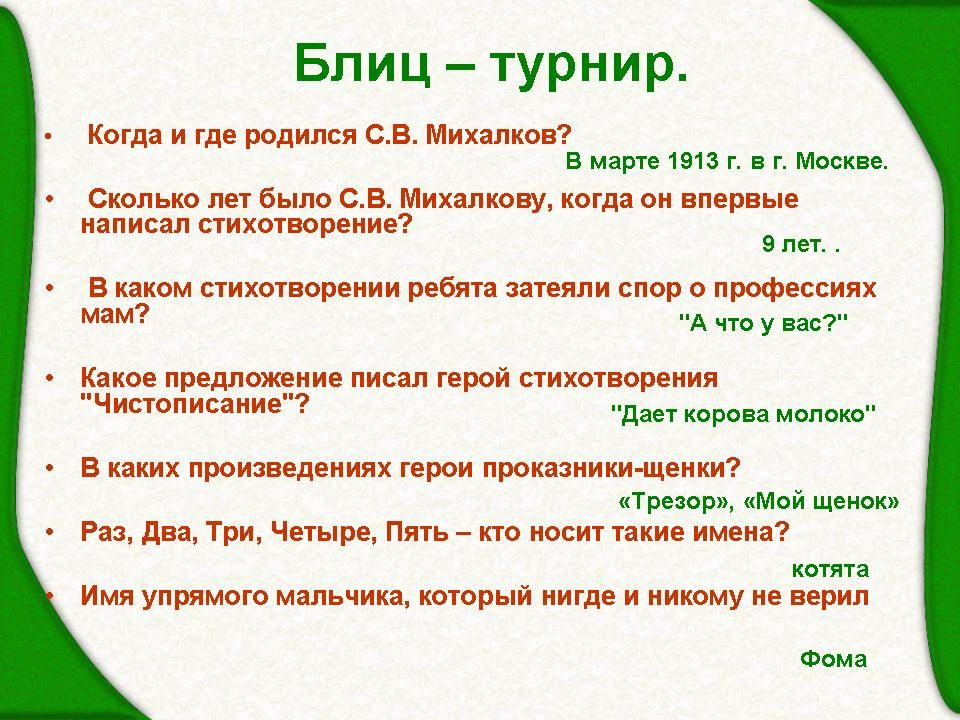 Блиц – турнир.
• Когда и где родился С.В. Михалков?
В марте 1913 г. в г. Москве.
• Сколько лет было С.В. Михалкову, когда он впервые
написал стихотворение?
9 лет. .
• В каком стихотворении ребята затеяли спор о профессиях
мам?
"А что у вас?"
• Какое предложение писал герой стихотворения
"Чистописание"?
"Дает корова молоко"
• В каких произведениях герои проказники-щенки?
«Трезор», «Мой щенок»
• Раз, Два, Три, Четыре, Пять – кто носит такие имена?
котята
• Имя упрямого мальчика, который нигде и никому не верил
Фома